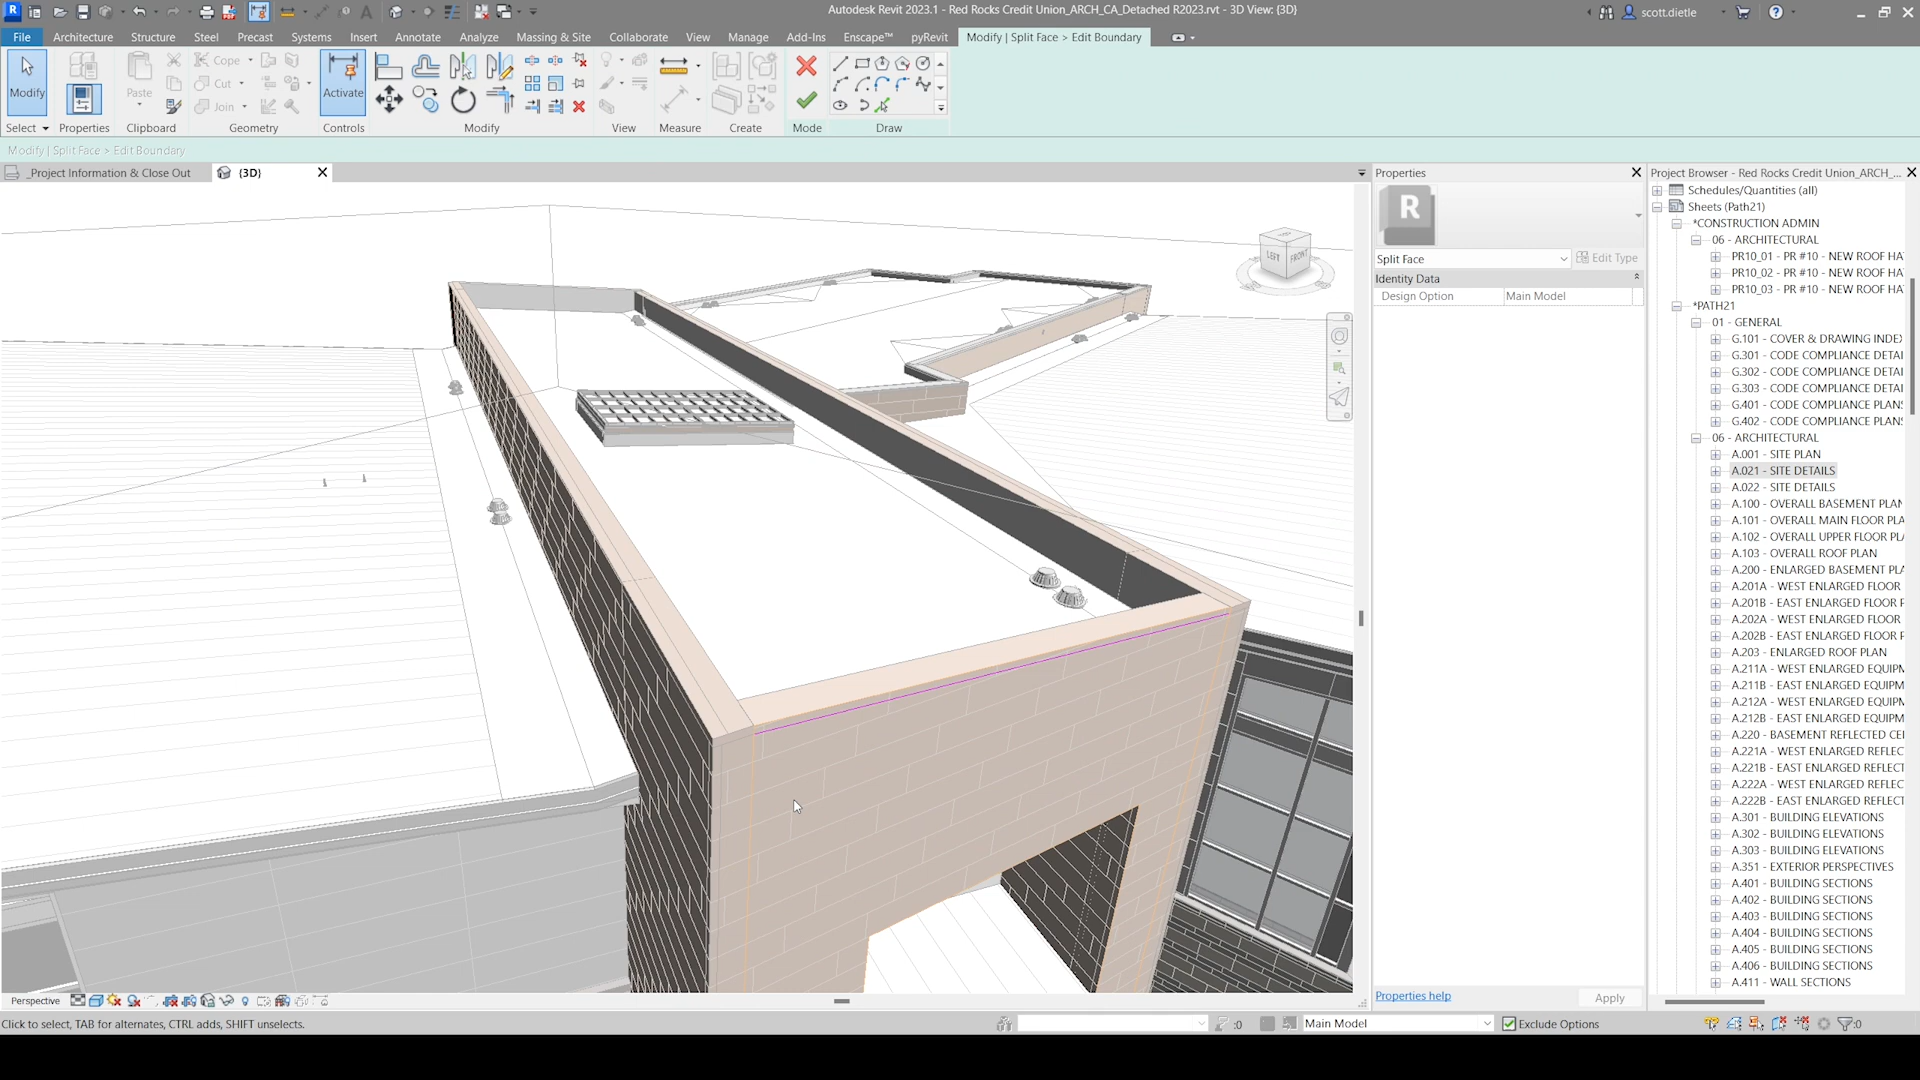 Autodesk Revit 2023.1 - Red Rocks Credit Union_ARCH_CA_Detached R2023.rvt - 3D View: {3D}
scott.dietle
File Architecture Structure Steel Precast Systems Insert Annotate Analyze Massing & Site Collaborate View Manage Add-Ins Enscape™ pyRevit Modify | Split Face > Edit Boundary
Modify Paste Cope Cut Join Activate
Select Properties Clipboard Geometry Controls Modify View Measure Create Mode Draw
Modify | Split Face > Edit Boundary
_Project Information & Close Out
{3D}
Properties
R
Split Face
Edit Type
Identity Data
Design Option Main Model
LEFT FRONT
Project Browser - Red Rocks Credit Union_ARCH_...
Schedules/Quantities (all)
Sheets (Path21)
*CONSTRUCTION ADMIN
06 - ARCHITECTURAL
PR10_01 - PR #10 - NEW ROOF HA
PR10_02 - PR #10 - NEW ROOF HA
PR10_03 - PR #10 - NEW ROOF HA
*PATH21
01 - GENERAL
G.101 - COVER & DRAWING INDE
G.301 - CODE COMPLIANCE DETAI
G.302 - CODE COMPLIANCE DETAI
G.303 - CODE COMPLIANCE DETAI
G.401 - CODE COMPLIANCE PLAN
G.402 - CODE COMPLIANCE PLAN
06 - ARCHITECTURAL
A.001 - SITE PLAN
A.021 - SITE DETAILS
A.022 - SITE DETAILS
A.100 - OVERALL BASEMENT PLAN
A.101 - OVERALL MAIN FLOOR PLA
A.102 - OVERALL UPPER FLOOR PL
A.103 - OVERALL ROOF PLAN
A.200 - ENLARGED BASEMENT PLA
A.201A - WEST ENLARGED FLOOR
A.201B - EAST ENLARGED FLOOR F
A.202A - WEST ENLARGED FLOOR
A.202B - EAST ENLARGED FLOOR F
A.203 - ENLARGED ROOF PLAN
A.211A - WEST ENLARGED EQUIPM
A.211B - EAST ENLARGED EQUIPM
A.212A - WEST ENLARGED EQUIPM
A.212B - EAST ENLARGED EQUIPM
A.220 - BASEMENT REFLECTED CEI
A.221A - WEST ENLARGED REFLEC
A.221B - EAST ENLARGED REFLECT
A.222A - WEST ENLARGED REFLEC
A.222B - EAST ENLARGED REFLECT
A.301 - BUILDING ELEVATIONS
A.302 - BUILDING ELEVATIONS
A.303 - BUILDING ELEVATIONS
A.351 - EXTERIOR PERSPECTIVES
A.401 - BUILDING SECTIONS
A.402 - BUILDING SECTIONS
A.403 - BUILDING SECTIONS
A.404 - BUILDING SECTIONS
A.405 - BUILDING SECTIONS
A.406 - BUILDING SECTIONS
A.411 - WALL SECTIONS
Properties help Apply
Perspective
Click to select, TAB for alternates, CTRL adds, SHIFT unselects.
:0
Main Model
Exclude Options
:0